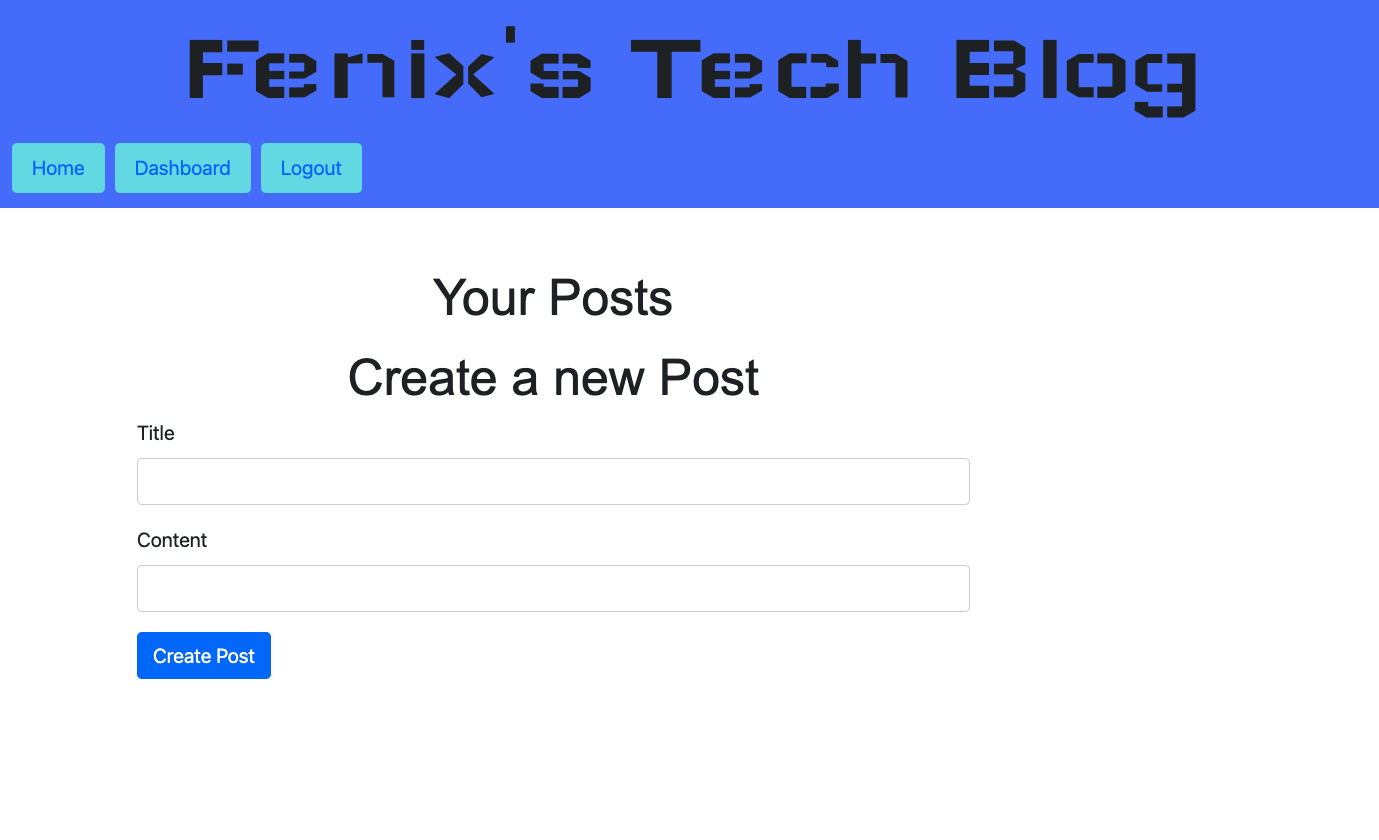 Fenix's Tech Blog
Home Dashboard Logout
Your Posts
Create a new Post
Title
Content
Create Post